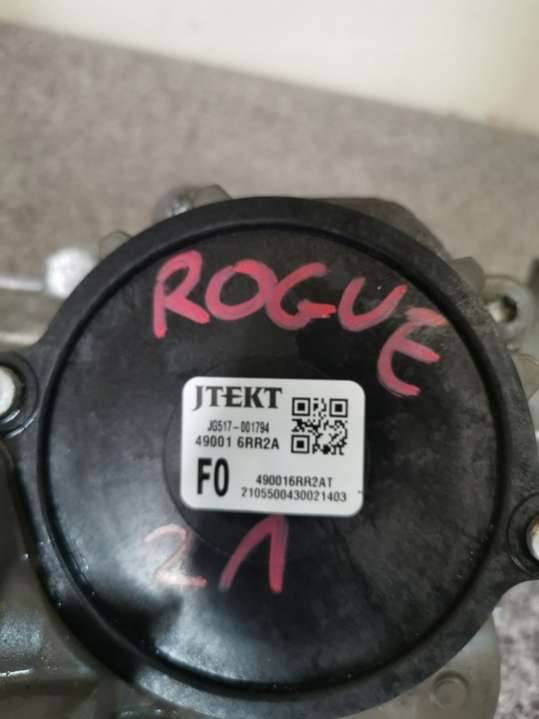 ROGUE
JTEKT
JG517-001794
49001 6RR2A
F0
490016RR2AT
2105500430021403
21